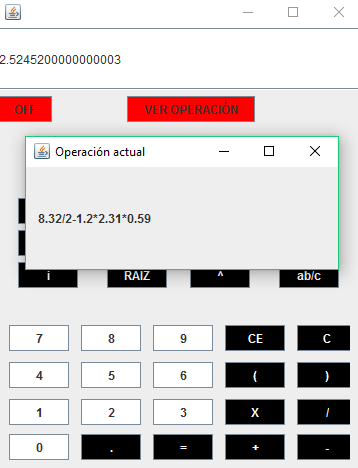 2.5245200000000003
OFF VER OPERACIÓN
Operación actual
8.32/2-1.2*2.31*0.59
i RAIZ ^ ab/c
7 8 9 CE C
4 5 6 ( )
1 2 3 X /
0 . = + -